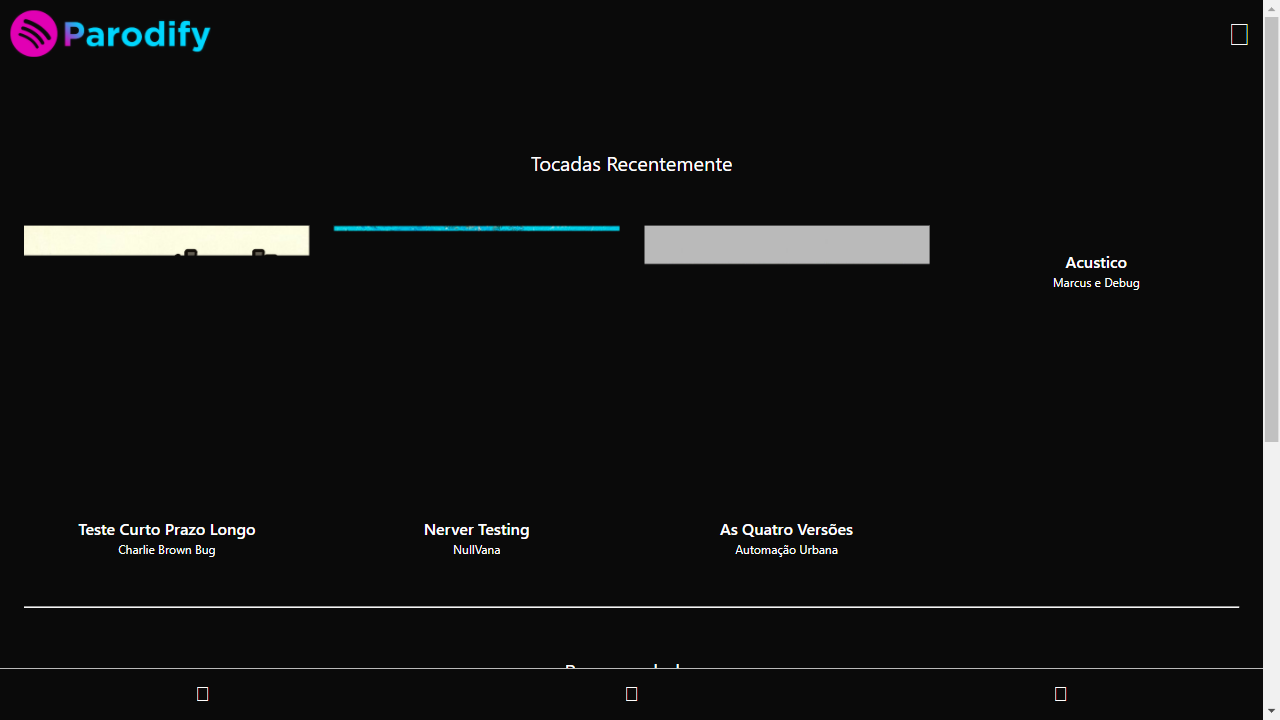 Parodify
Tocadas Recentemente
Acustico
Marcus e Debug
Teste Curto Prazo Longo
Charlie Brown Bug
Nerver Testing
NullVana
As Quatro Versões
Automação Urbana